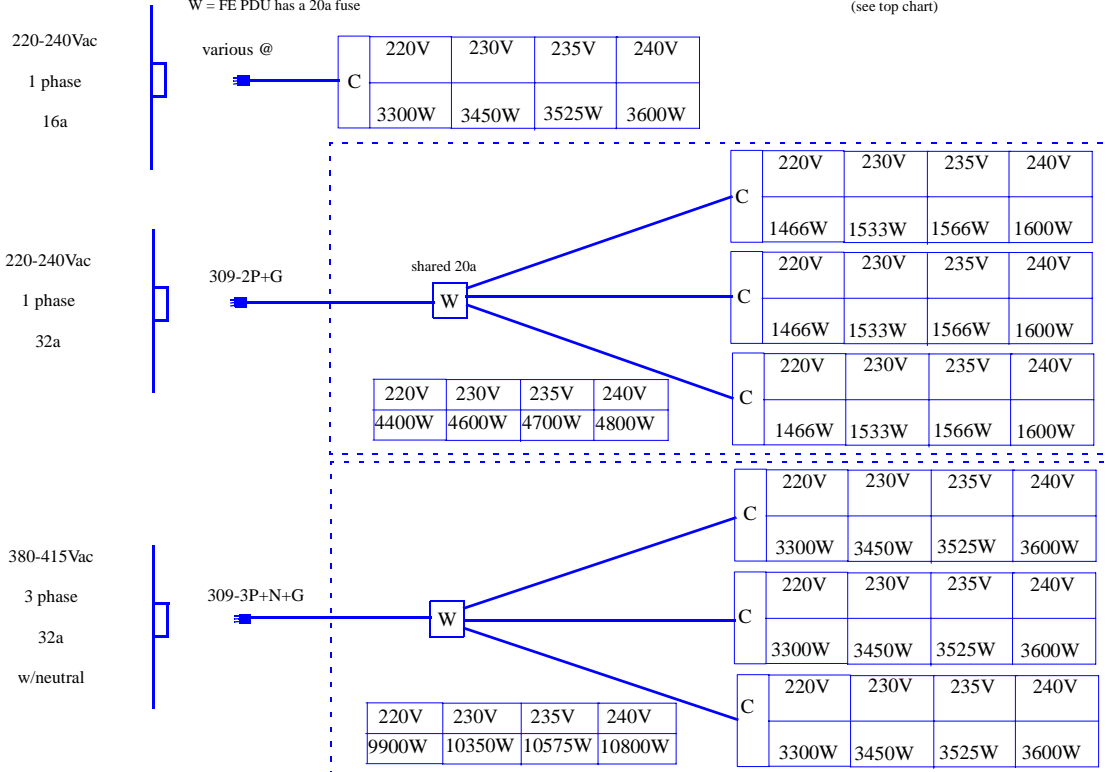 W = FE PDU has a 20a fuse
(see top chart)
220-240Vac
1 phase
16a
various @
C
220V 230V 235V 240V
3300W 3450W 3525W 3600W
220-240Vac
1 phase
32a
309-2P+G
shared 20a
W
C
220V 230V 235V 240V
1466W 1533W 1566W 1600W
C
220V 230V 235V 240V
1466W 1533W 1566W 1600W
C
220V 230V 235V 240V
1466W 1533W 1566W 1600W
220V 230V 235V 240V
4400W 4600W 4700W 4800W
380-415Vac
3 phase
32a
w/neutral
309-3P+N+G
W
C
220V 230V 235V 240V
3300W 3450W 3525W 3600W
C
220V 230V 235V 240V
3300W 3450W 3525W 3600W
C
220V 230V 235V 240V
3300W 3450W 3525W 3600W
220V 230V 235V 240V
9900W 10350W 10575W 10800W